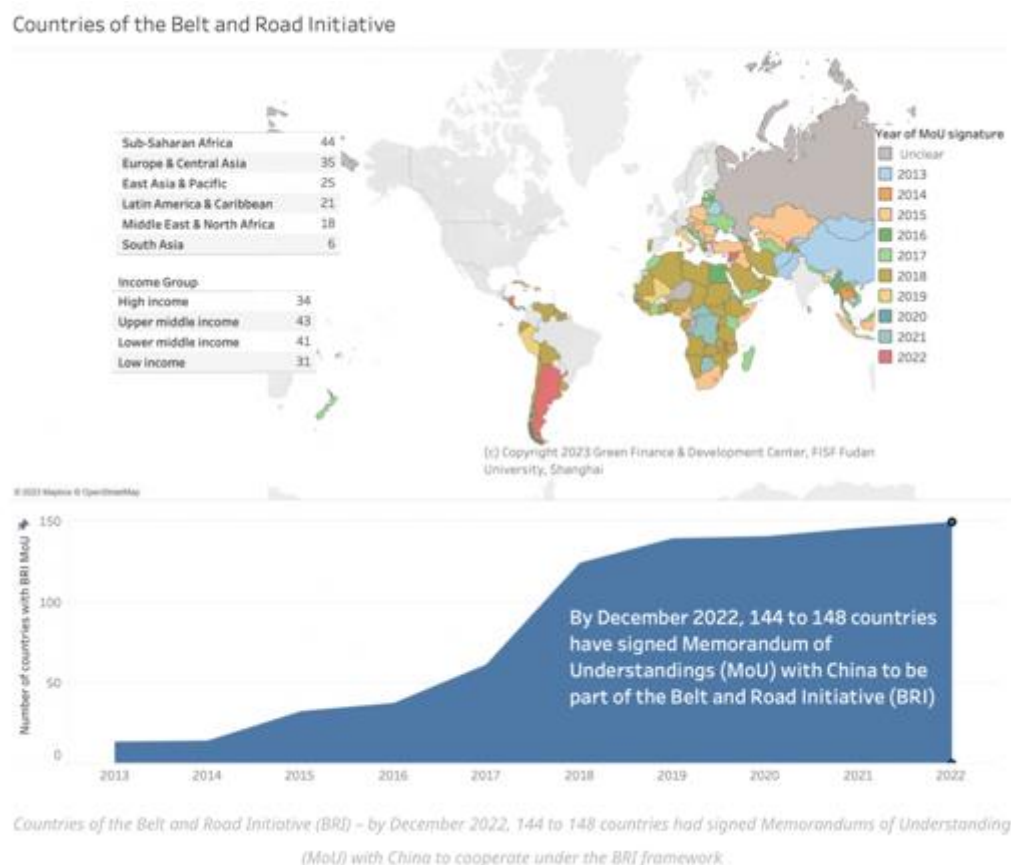 Countries of the Belt and Road Initiative
Sub-Saharan Africa 44
Europe & Central Asia 35
East Asia & Pacific 25
Latin America & Caribbean 21
Middle East & North Africa 18
South Asia 6
Income Group
High income 34
Upper middle income 43
Lower middle income 41
Low income 31
Year of MoU signature
Unclear
2013
2014
2015
2016
2017
2018
2019
2020
2021
2022
(c) Copyright 2023 Green Finance & Development Center, FISF Fudan
University, Shanghai
© 2023 Mapbox © OpenStreetMap
Number of countries with BRI MoU
150
100
50
0
By December 2022, 144 to 148 countries
have signed Memorandum of
Understandings (MoU) with China to be
part of the Belt and Road Initiative (BRI)
2013 2014 2015 2016 2017 2018 2019 2020 2021 2022
Countries of the Belt and Road Initiative (BRI) – by December 2022, 144 to 148 countries had signed Memorandums of Understanding
(MoU) with China to cooperate under the BRI framework